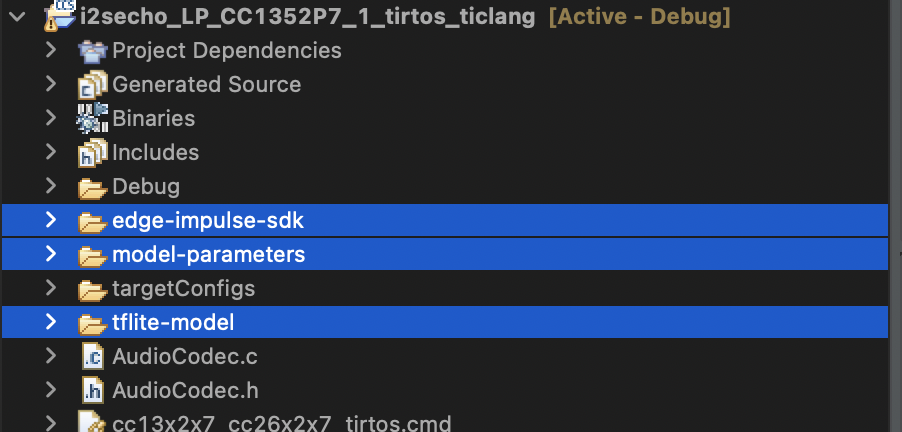 i2secho_LP_CC1352P7_1_tirtos_ticlang [Active - Debug]
Project Dependencies
Generated Source
Binaries
Includes
Debug
edge-impulse-sdk
model-parameters
targetConfigs
tflite-model
AudioCodec.c
AudioCodec.h
cc13x2x7_cc26x2x7_tirtos.cmd